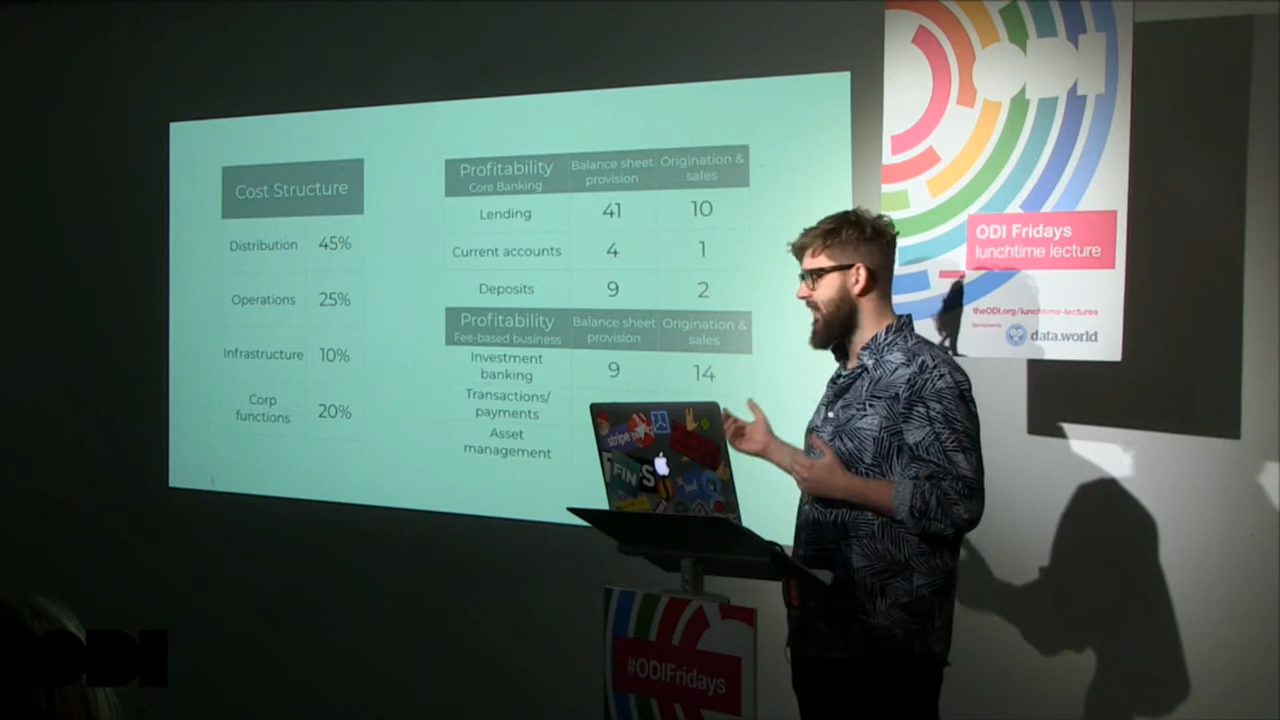 Cost Structure
Distribution 45%
Operations 25%
Infrastructure 10%
Corp
functions 20%
Profitability
Core Banking
Balance sheet
provision
Origination &
sales
Lending 41 10
Current accounts 4 1
Deposits 9 2
Profitability
Fee-based business
Balance sheet
provision
Origination &
sales
Investment
banking 9 14
Transactions/
payments
Asset
management
ODI Fridays
lunchtime lecture
theODI.org/lunchtime-lectures
Sponsored by
data.world
stripe
#ODIFridays
ODI